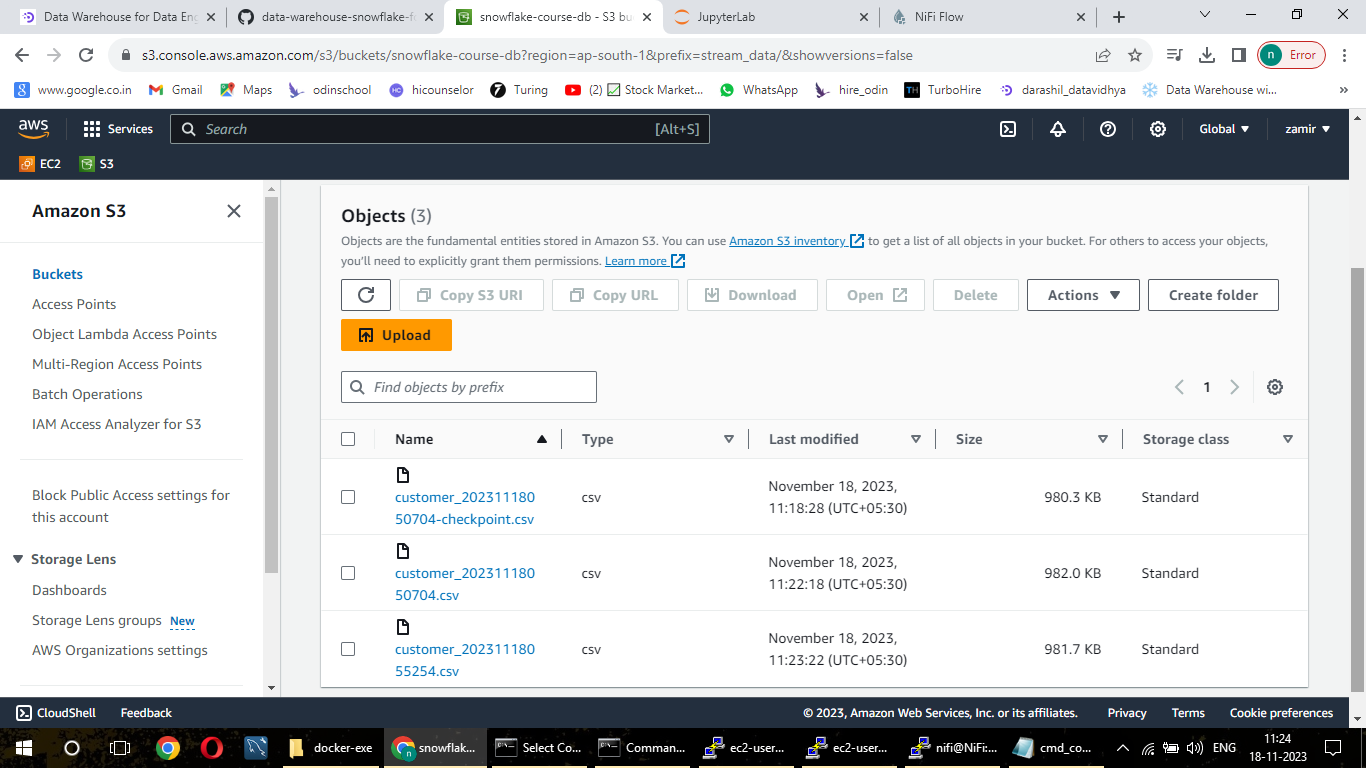 Data Warehouse for Data Eng
data-warehouse-snowflake-f
snowflake-course-db - S3 bu
JupyterLab
NiFi Flow
s3.console.aws.amazon.com/s3/buckets/snowflake-course-db?region=ap-south-1&prefix=stream_data/&showversions=false
n Error
www.google.co.in
Gmail
Maps
odinschool
hicounselor
Turing
(2) Stock Market...
WhatsApp
hire_odin
TH TurboHire
darashil_datavidhya
Data Warehouse wi...
aws
Services
Search
[Alt+S]
Global
zamir
EC2
S3
Amazon S3
Buckets
Access Points
Object Lambda Access Points
Multi-Region Access Points
Batch Operations
IAM Access Analyzer for S3
Block Public Access settings for
this account
Storage Lens
Dashboards
Storage Lens groups New
AWS Organizations settings
Objects (3)
Objects are the fundamental entities stored in Amazon S3. You can use Amazon S3 inventory to get a list of all objects in your bucket. For others to access your objects,
you'll need to explicitly grant them permissions. Learn more
Copy S3 URI
Copy URL
Download
Open
Delete
Actions
Create folder
Upload
Find objects by prefix
1
Name
Type
Last modified
Size
Storage class
customer_202311180
50704-checkpoint.csv
csv
November 18, 2023,
11:18:28 (UTC+05:30)
980.3 KB
Standard
customer_202311180
50704.csv
csv
November 18, 2023,
11:22:18 (UTC+05:30)
982.0 KB
Standard
customer_202311180
55254.csv
csv
November 18, 2023,
11:23:22 (UTC+05:30)
981.7 KB
Standard
CloudShell
Feedback
© 2023, Amazon Web Services, Inc. or its affiliates.
Privacy
Terms
Cookie preferences
docker-exe
snowflak...
Select Co...
Comman...
ec2-user...
ec2-user...
nifi@NiFi:...
cmd_co...
ENG
11:24
18-11-2023